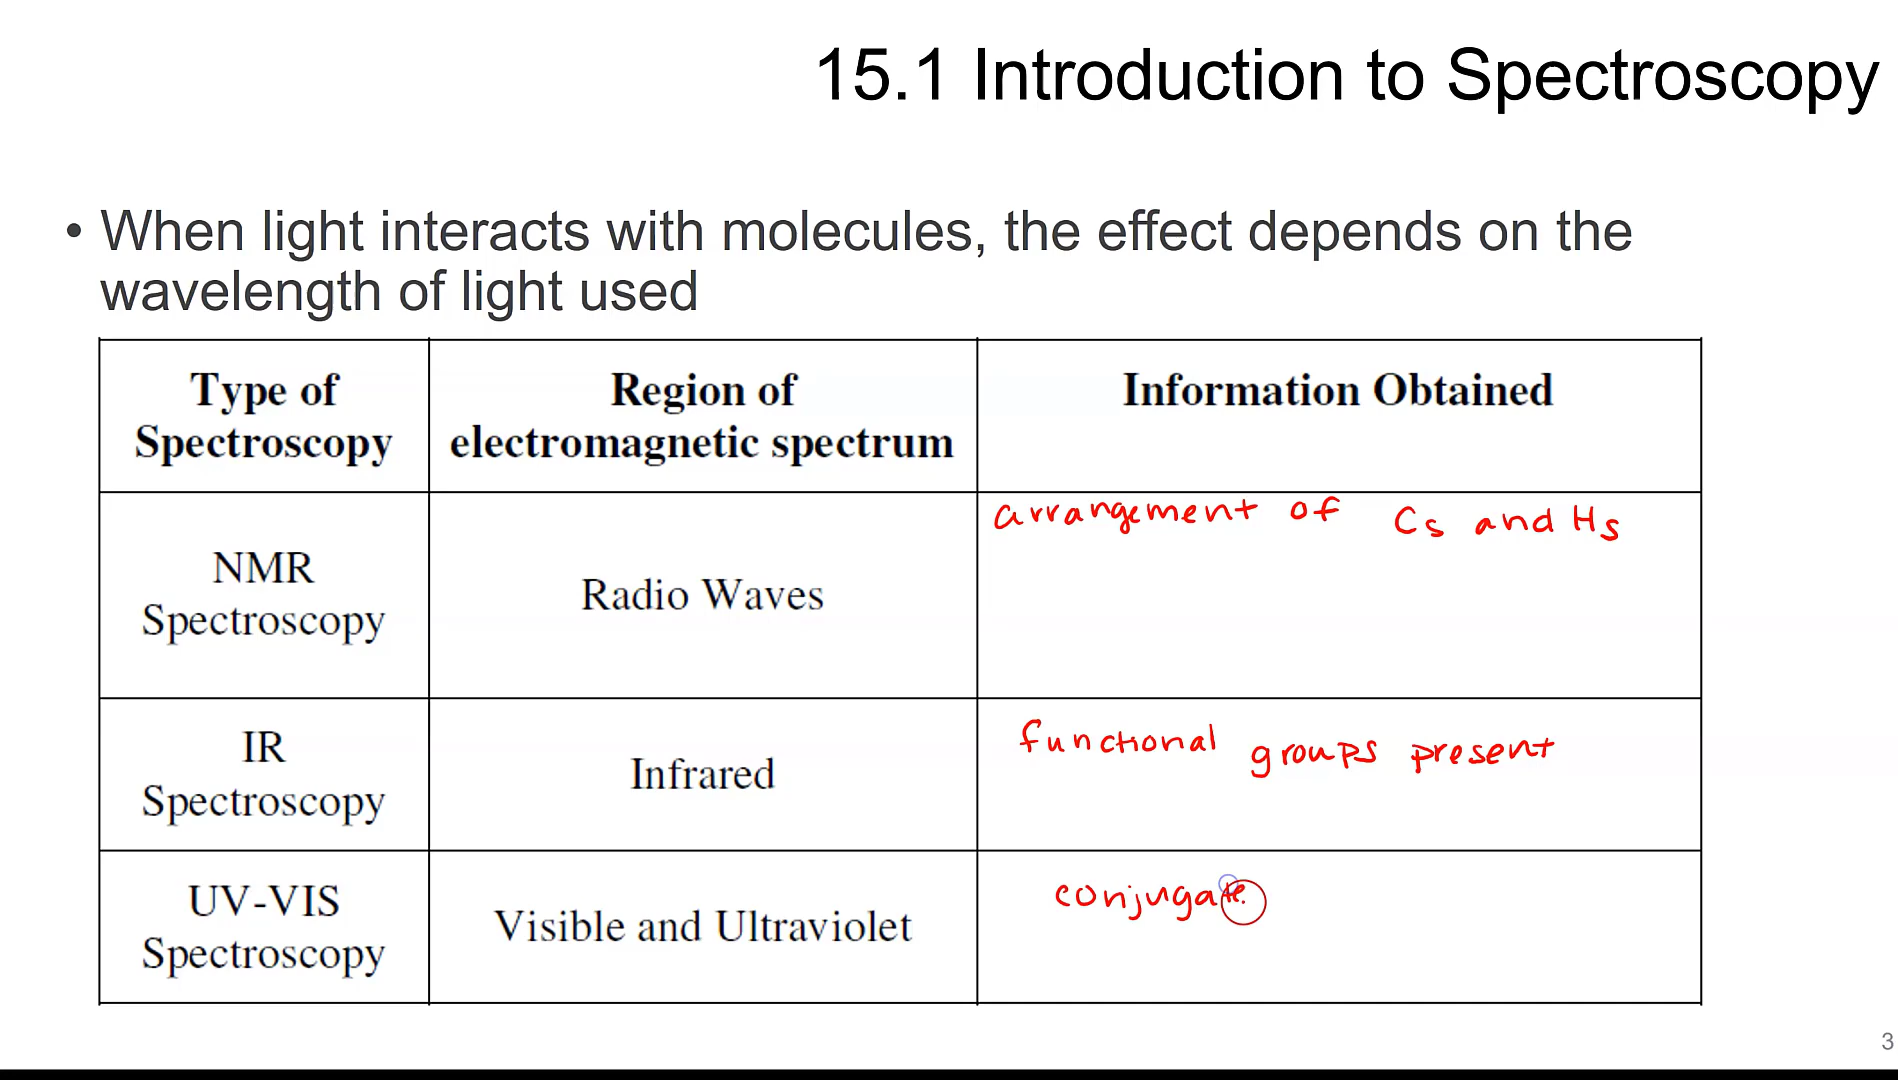 15.1 Introduction to Spectroscopy
• When light interacts with molecules, the effect depends on the
wavelength of light used
Type of
Spectroscopy
Region of
electromagnetic spectrum
Information Obtained
NMR
Spectroscopy
Radio Waves
arrangement of Cs and Hs
IR
Spectroscopy
Infrared
functional groups present
UV-VIS
Spectroscopy
Visible and Ultraviolet
conjugate
3